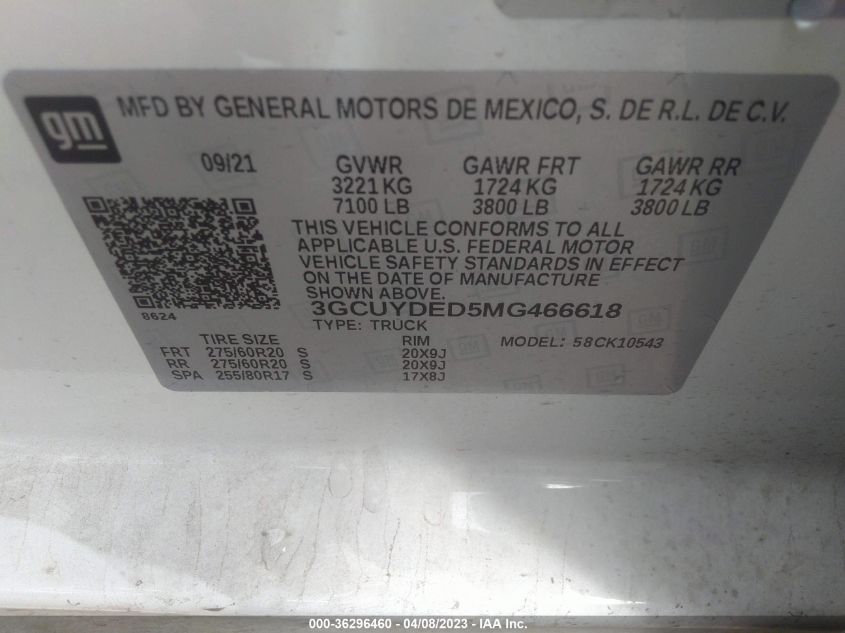 gm
MFD BY GENERAL MOTORS DE MEXICO, S. DE R.L. DE C.V.
09/21 GVWR GAWR FRT GAWR RR
3221 KG 1724 KG 1724 KG
7100 LB 3800 LB 3800 LB
THIS VEHICLE CONFORMS TO ALL
APPLICABLE U.S. FEDERAL MOTOR
VEHICLE SAFETY STANDARDS IN EFFECT
ON THE DATE OF MANUFACTURE
SHOWN ABOVE.
8624
3GCUYDED5MG466618
TYPE: TRUCK MODEL: 58CK10543
TIRE SIZE RIM
FRT 275/60R20 S 20X9J
RR 275/60R20 S 20X9J
SPA 255/80R17 S 17X8J
000-36296460 - 04/08/2023 - IAA Inc.